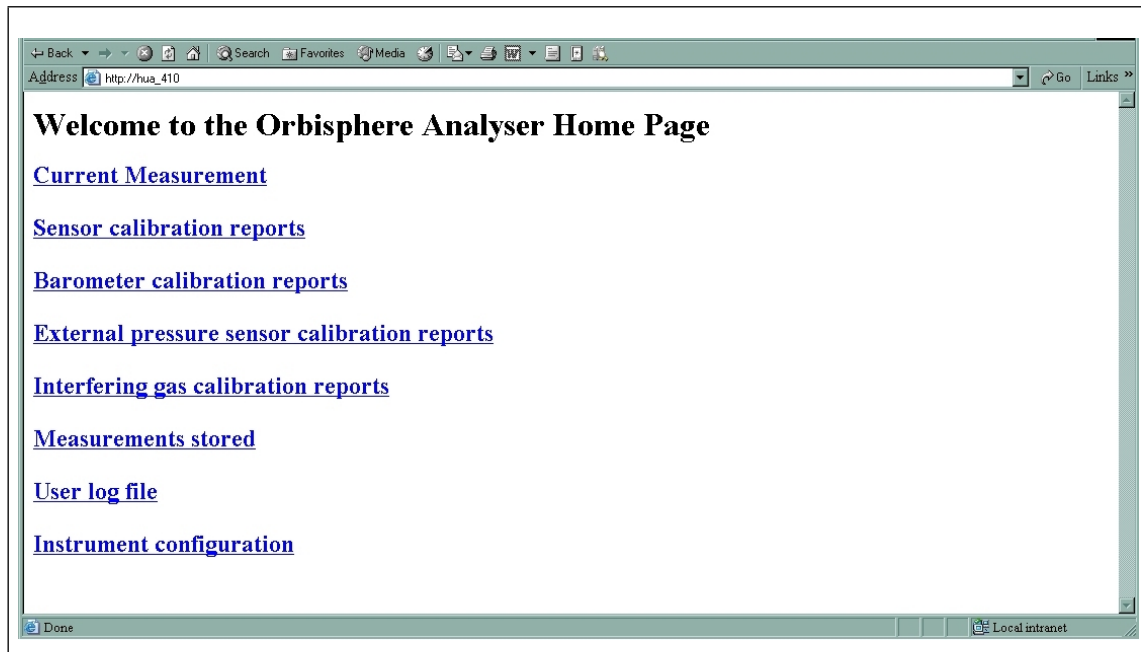 Back Search Favorites Media
Address http://hua_410 Go Links »
Welcome to the Orbisphere Analyser Home Page
Current Measurement
Sensor calibration reports
Barometer calibration reports
External pressure sensor calibration reports
Interfering gas calibration reports
Measurements stored
User log file
Instrument configuration
Done Local intranet